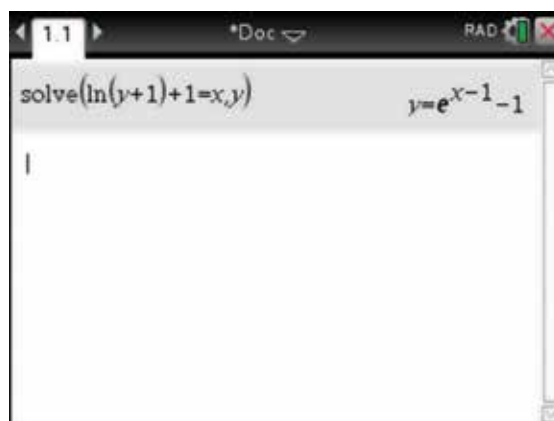 1.1 *Doc RAD
solve(ln(y+1)+1=x,y) y=e^{x-1}-1